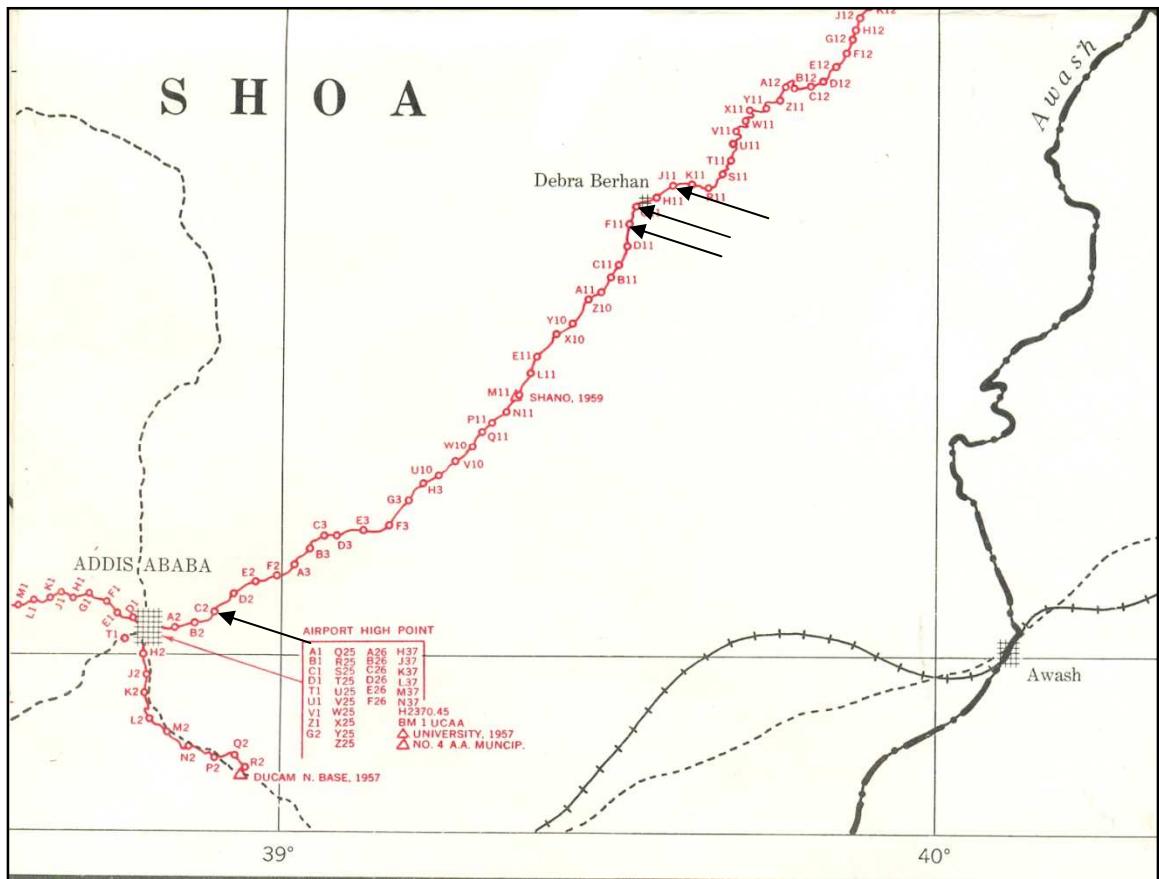 K12
J12
H12
G12
F12
E12
D12
C12
B12
A12
Z11
Y11
X11
W11
V11
U11
T11
S11
R11
K11
J11
H11
Debra Berhan
F11
D11
C11
B11
A11
Z10
Y10
X10
E11
L11
M11
SHANO, 1959
N11
P11
Q11
W10
V10
U10
H3
G3
F3
E3
D3
C3
B3
A3
F2
E2
D2
C2
B2
A2
SHOA
Awash
ADDIS ABABA
M1
L1
K1
J1
H1
G1
F1
E1
D1
T1
H2
J2
K2
L2
M2
N2
P2
Q2
R2
DUCAM N. BASE, 1957
AIRPORT HIGH POINT
A1 Q25 A26 H37
B1 R25 B26 J37
C1 S25 C26 K37
D1 T25 D26 L37
T1 U25 E26 M37
U1 V25 F26 N37
V1 W25 H2370.45
Z1 X25 BM 1 UCAA
G2 Y25 UNIVERSITY, 1957
Z25 NO. 4 A.A. MUNCIP.
Awash
39°
40°